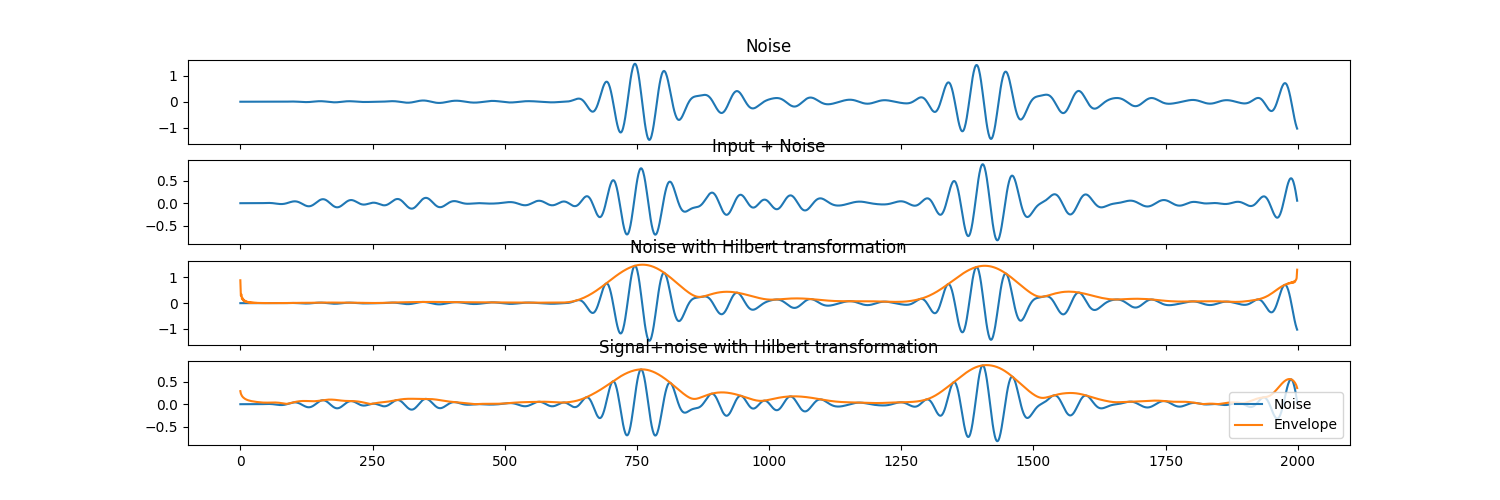 Noise
1
0
−1
Input + Noise
0.5
0.0
−0.5
Noise with Hilbert transformation
1
0
−1
Signal+noise with Hilbert transformation
0.5
0.0
−0.5
Noise
Envelope
0 250 500 750 1000 1250 1500 1750 2000